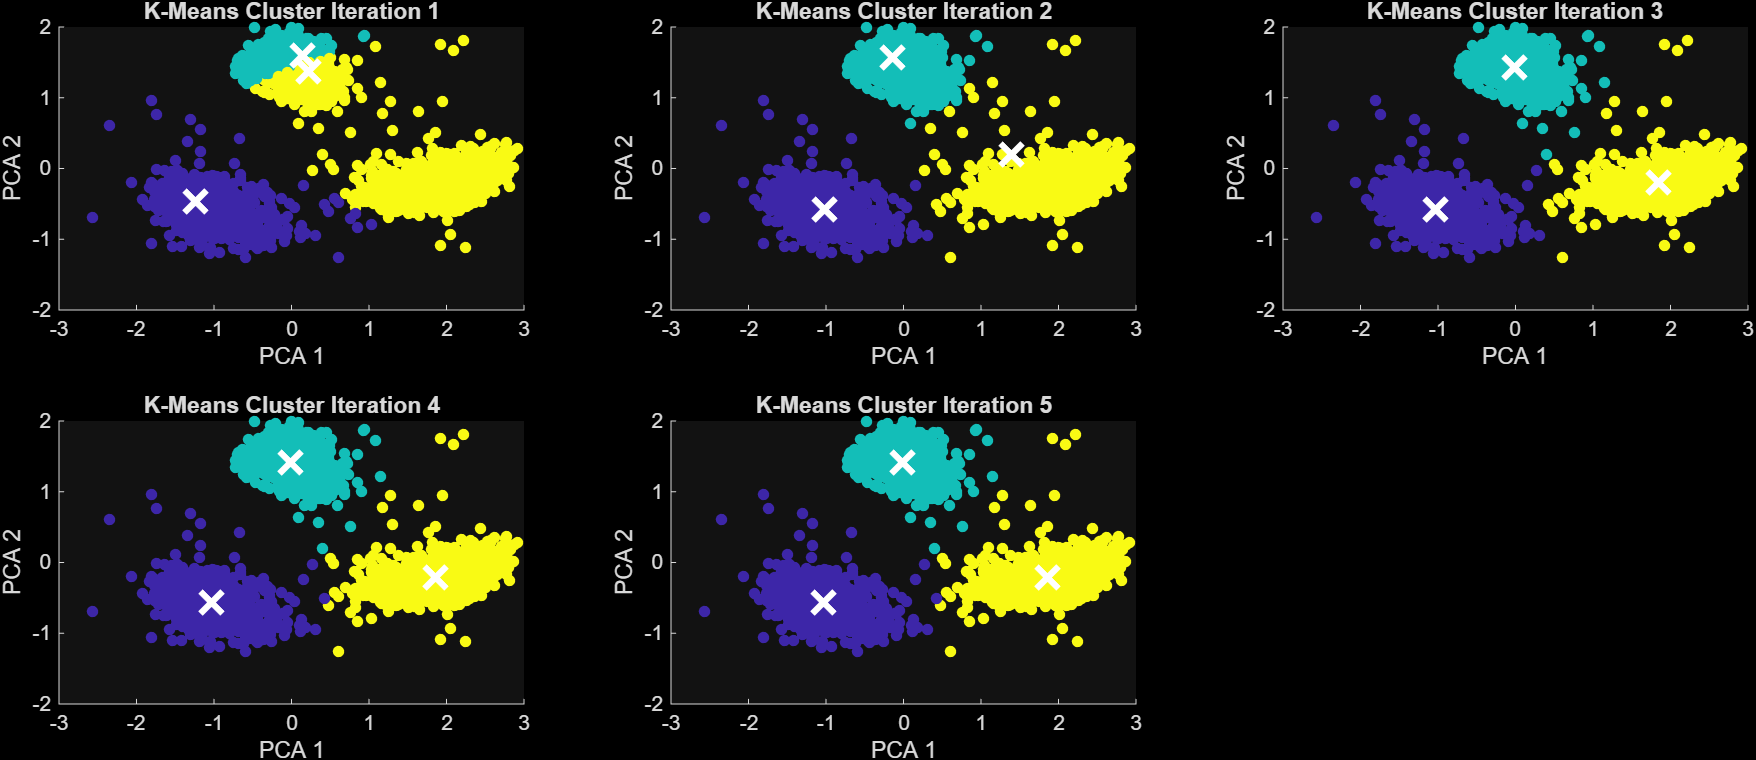 K-Means Cluster Iteration 1
2
1
0
-1
-2
PCA 2
-3 -2 -1 0 1 2 3
PCA 1
K-Means Cluster Iteration 2
2
1
0
-1
-2
PCA 2
-3 -2 -1 0 1 2 3
PCA 1
K-Means Cluster Iteration 3
2
1
0
-1
-2
PCA 2
-3 -2 -1 0 1 2 3
PCA 1
K-Means Cluster Iteration 4
2
1
0
-1
-2
PCA 2
-3 -2 -1 0 1 2 3
PCA 1
K-Means Cluster Iteration 5
2
1
0
-1
-2
PCA 2
-3 -2 -1 0 1 2 3
PCA 1